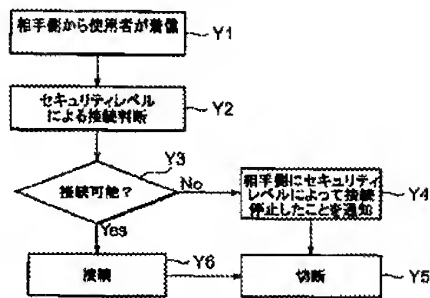 相手側から使用者が着信
Y1
セキュリティレベル
による接続判断
Y2
Y3
接続可能?
No
Yes
相手側にセキュリティ
レベルによって接続
停止したことを通知
Y4
接続
Y6
切断
Y5